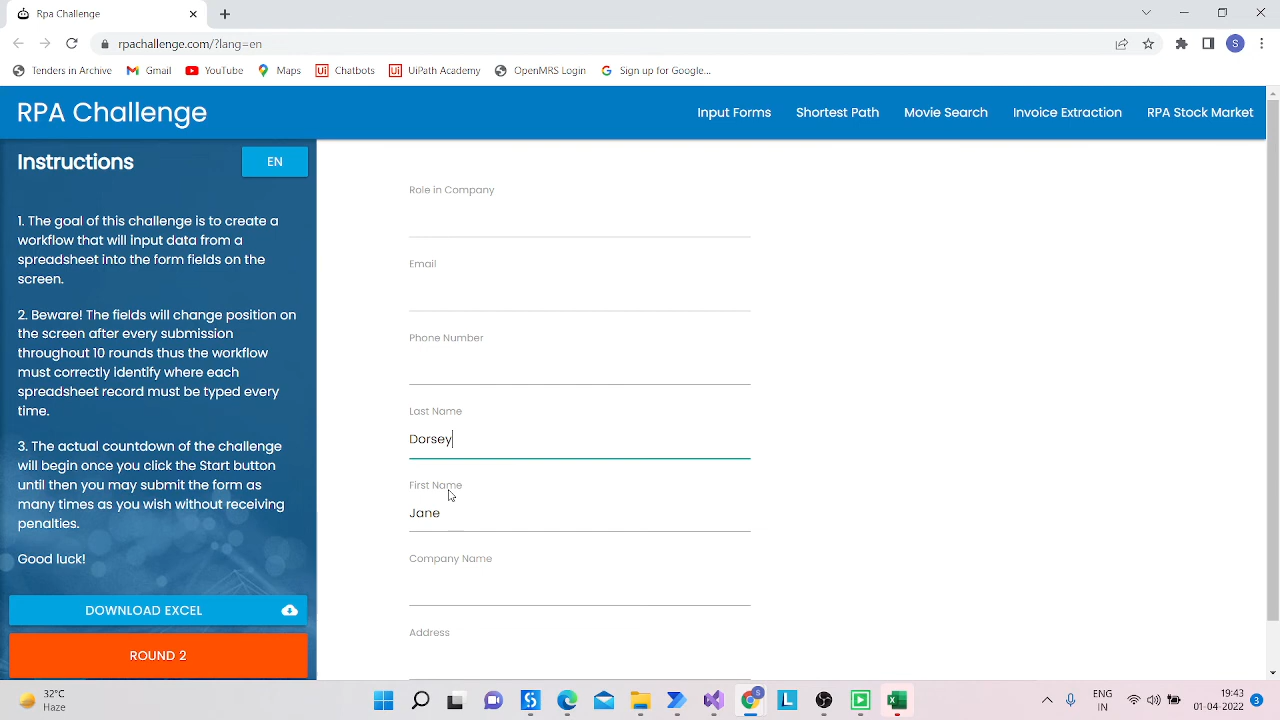 RPA Challenge
rpachallenge.com/?lang=en
Tenders in Archive Gmail YouTube Maps Chatbots UiPath Academy OpenMRS Login Sign up for Google...
RPA Challenge Input Forms Shortest Path Movie Search Invoice Extraction RPA Stock Market
Instructions EN
1. The goal of this challenge is to create a
workflow that will input data from a
spreadsheet into the form fields on the
screen.
2. Beware! The fields will change position on
the screen after every submission
throughout 10 rounds thus the workflow
must correctly identify where each
spreadsheet record must be typed every
time.
3. The actual countdown of the challenge
will begin once you click the Start button
until then you may submit the form as
many times as you wish without receiving
penalties.
Good luck!
DOWNLOAD EXCEL
ROUND 2
Role in Company
Email
Phone Number
Last Name
Dorsey
First Name
Jane
Company Name
Address
32°C
Haze
ENG
IN
19:43
01-04-2022
3